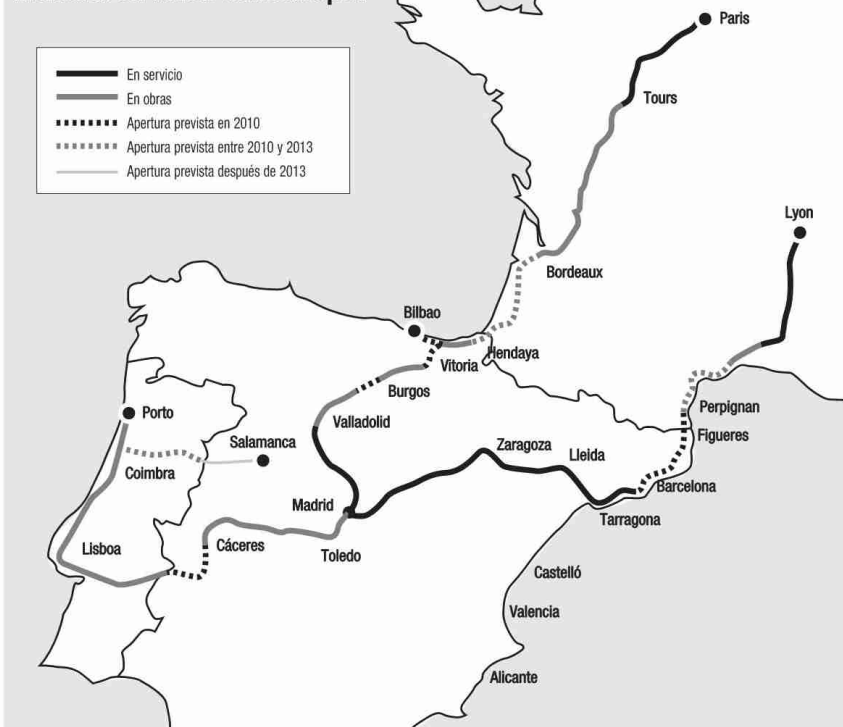 Paris
En servicio
En obras
Tours
Apertura prevista en 2010
Apertura prevista entre 2010 y 2013
Apertura prevista después de 2013
Lyon
Bordeaux
Bilbao
Hendaya
Vitoria
Burgos
Perpignan
Porto
Valladolid
Figueres
Salamanca
Zaragoza
Lleida
Coimbra
Barcelona
Madrid
Tarragona
Lisboa
Cáceres
Toledo
Castelló
Valencia
Alicante